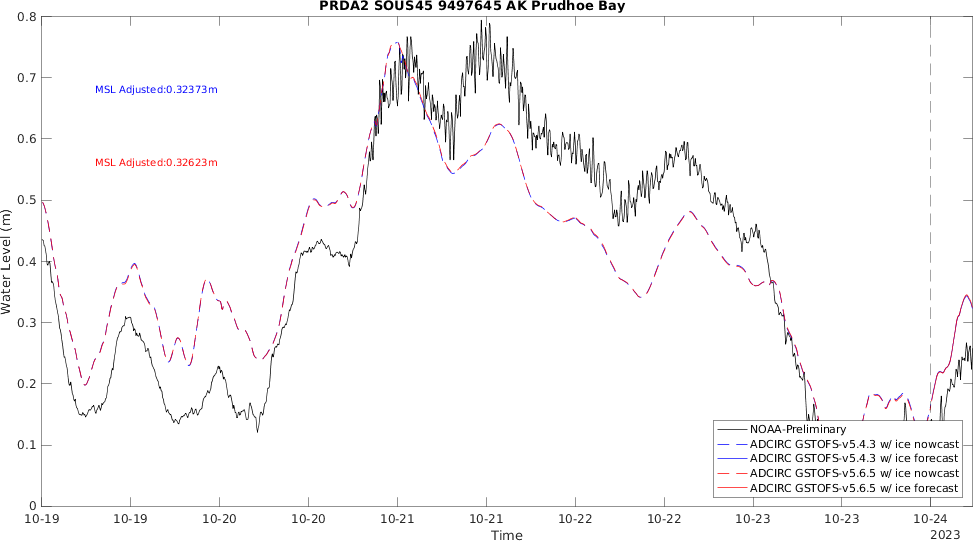 PRDA2 SOUS45 9497645 AK Prudhoe Bay
0.8
0.7
0.6
0.5
0.4
0.3
0.2
0.1
0
Water Level (m)
MSL Adjusted:0.32373m
MSL Adjusted:0.32623m
NOAA-Preliminary
ADCIRC GSTOFS-v5.4.3 w/ ice nowcast
ADCIRC GSTOFS-v5.4.3 w/ ice forecast
ADCIRC GSTOFS-v5.6.5 w/ ice nowcast
ADCIRC GSTOFS-v5.6.5 w/ ice forecast
10-19 10-19 10-20 10-20 10-21 10-21 10-22 10-22 10-23 10-23 10-24
Time
2023